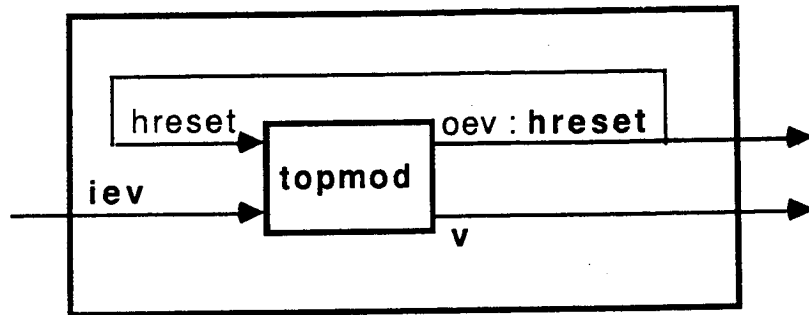 hreset
oev : hreset
topmod
iev
v